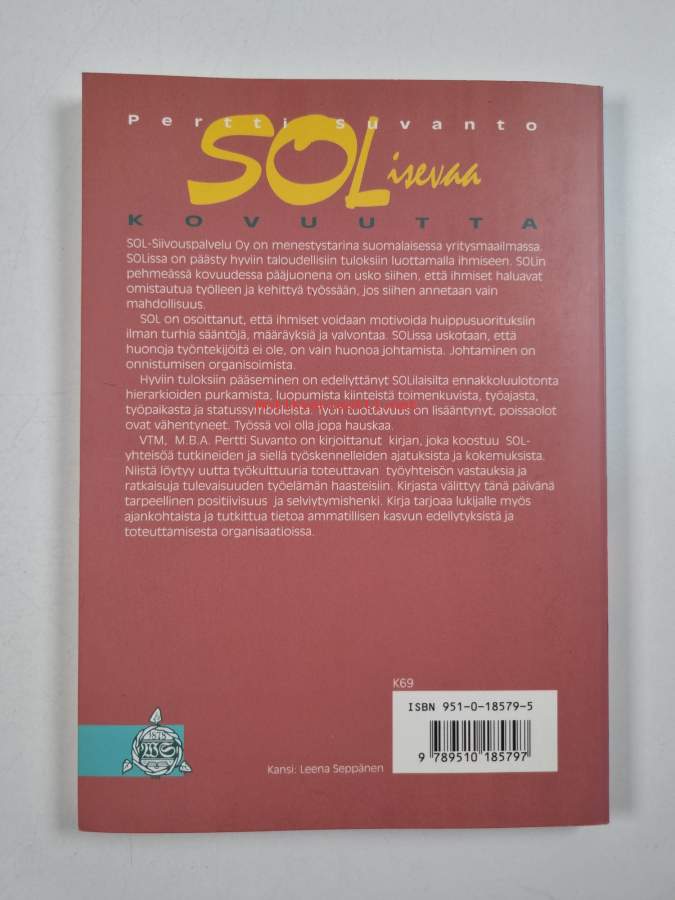 Pertti Suvanto
SOLisevaa
KOVUUTTA
SOL-Siivouspalvelu Oy on menestystarina suomalaisessa yritysmaailmassa.
SOLissa on päästy hyviin taloudellisiin tuloksiin luottamalla ihmiseen. SOLin
pehmeässä kovuudessa pääjuonena on usko siihen, että ihmiset haluavat
omistautua työlleen ja kehittyä työssään, jos siihen annetaan vain
mahdollisuus.
SOL on osoittanut, että ihmiset voidaan motivoida huippusuorituksiin
ilman turhia sääntöjä, määräyksiä ja valvontaa. SOLissa uskotaan, että
huonoja työntekijöitä ei ole, on vain huonoa johtamista. Johtaminen on
onnistumisen organisoimista.
Hyviin tuloksiin pääseminen on edellyttänyt SOLilaisilta ennakkoluulotonta
hierarkioiden purkamista, luopumista kiinteistä toimenkuvista, työajasta,
työpaikasta ja statussymboleista. Työn tuottavuus on lisääntynyt, poissaolot
ovat vähentyneet. Työssä voi olla jopa hauskaa.
VTM, M.B.A. Pertti Suvanto on kirjoittanut kirjan, joka koostuu SOL-
yhteisöä tutkineiden ja siellä työskennelleiden ajatuksista ja kokemuksista.
Niistä löytyy uutta työkulttuuria toteuttavan työyhteisön vastauksia ja
ratkaisuja tulevaisuuden työelämän haasteisiin. Kirjasta välittyy tänä päivänä
tarpeellinen positiivisuus ja selviytymishenki. Kirja tarjoaa lukijalle myös
ajankohtaista ja tutkittua tietoa ammatillisen kasvun edellytyksistä ja
toteuttamisesta organisaatioissa.
K69
ISBN 951-0-18579-5
9 789510 185797
Kansi: Leena Seppänen
1878
WS